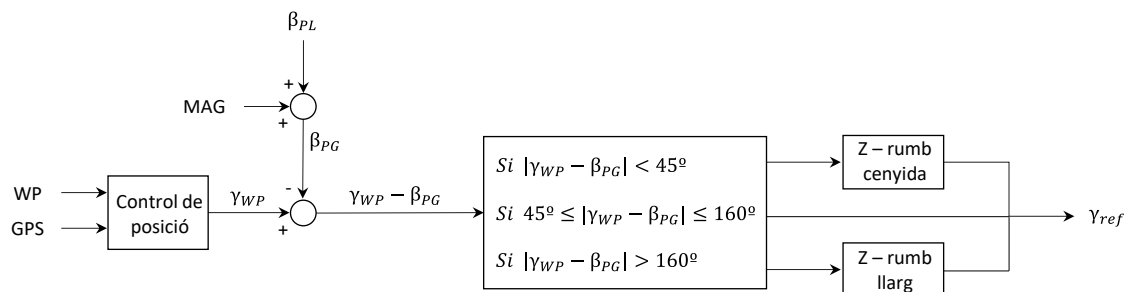 β_PL
+
MAG
+
β_PG
WP
GPS
Control de
posició
γ_WP
-
+
γ_WP − β_PG
Si |γ_WP − β_PG| < 45º
Si 45º ≤ |γ_WP − β_PG| ≤ 160º
Si |γ_WP − β_PG| > 160º
Z – rumb
cenyida
Z – rumb
llarg
γ_ref